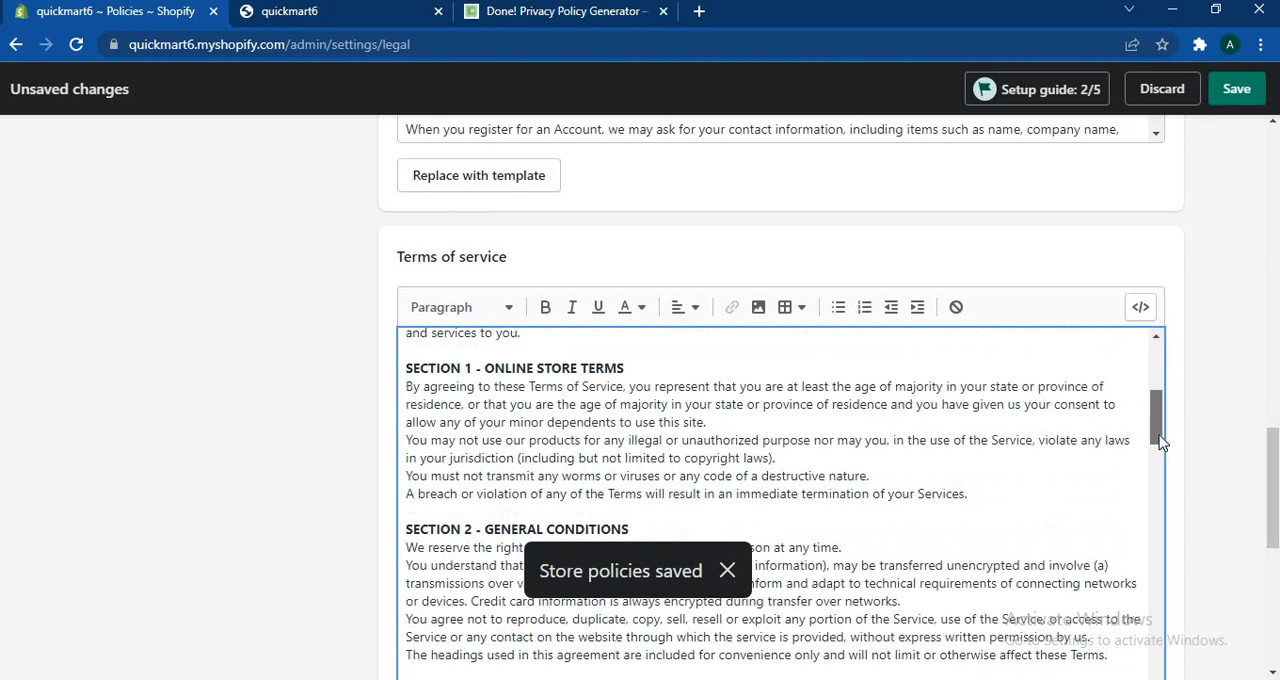 quickmart6 ~ Policies ~ Shopify
quickmart6
Done! Privacy Policy Generator -
quickmart6.myshopify.com/admin/settings/legal
A
Unsaved changes
Setup guide: 2/5
Discard
Save
When you register for an Account, we may ask for your contact information, including items such as name, company name,
Replace with template
Terms of service
Paragraph
B I U A
</>
and services to you.
SECTION 1 - ONLINE STORE TERMS
By agreeing to these Terms of Service, you represent that you are at least the age of majority in your state or province of
residence, or that you are the age of majority in your state or province of residence and you have given us your consent to
allow any of your minor dependents to use this site.
You may not use our products for any illegal or unauthorized purpose nor may you, in the use of the Service, violate any laws
in your jurisdiction (including but not limited to copyright laws).
You must not transmit any worms or viruses or any code of a destructive nature.
A breach or violation of any of the Terms will result in an immediate termination of your Services.
SECTION 2 - GENERAL CONDITIONS
We reserve the right at any time.
You understand that information), may be transferred unencrypted and involve (a)
transmissions over and adapt to technical requirements of connecting networks
or devices. Credit card information is always encrypted during transfer over networks.
You agree not to reproduce, duplicate, copy, sell, resell or exploit any portion of the Service, use of the Service, or access to the
Service or any contact on the website through which the service is provided, without express written permission by us.
The headings used in this agreement are included for convenience only and will not limit or otherwise affect these Terms.
Store policies saved
Activate Windows
Go to Settings to activate Windows.